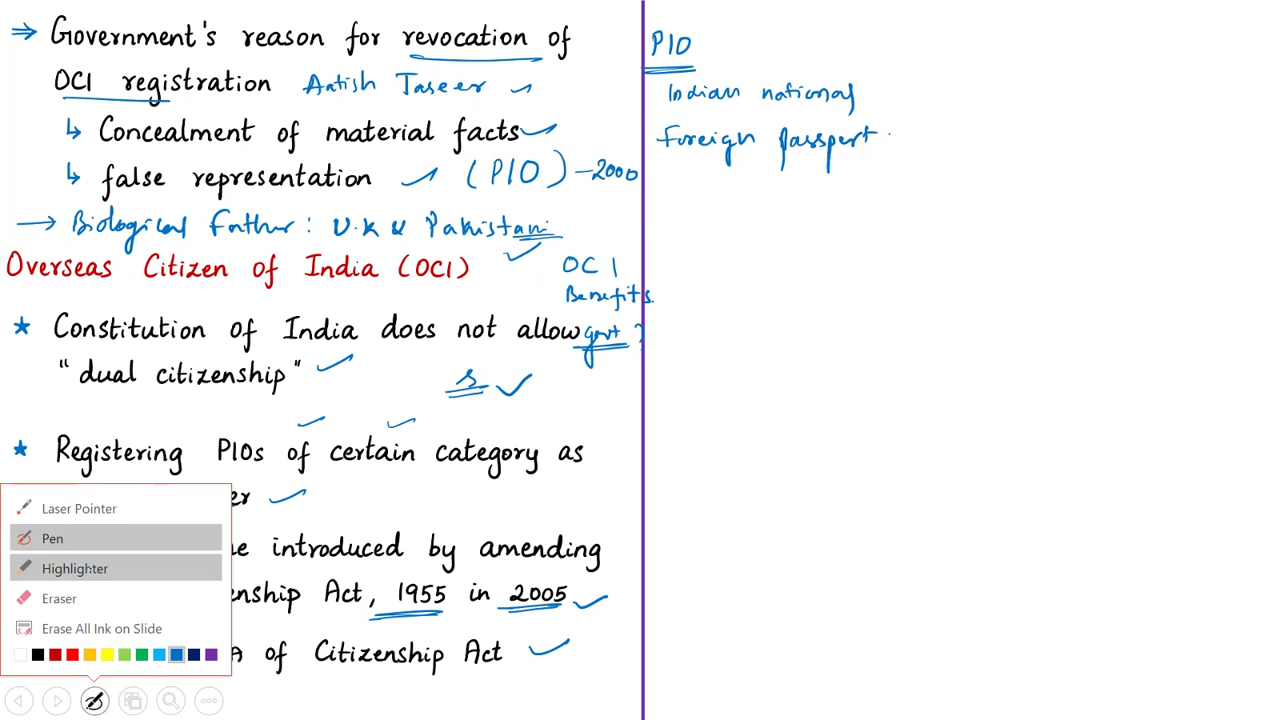 ⇒ Government's reason for revocation of
OCI registration Aatish Taseer
↳ Concealment of material facts
↳ false representation (PIO) - 2000
→ Biological Father : U.K & Pakistani
Overseas Citizen of India (OCI)
OCI
Benefits.
★ Constitution of India does not allow govt ?
"dual citizenship"
s
★ Registering PIOs of certain category as
er
Laser Pointer
Pen
e introduced by amending
Highlighter
enship Act, 1955 in 2005
Eraser
Erase All Ink on Slide
A of Citizenship Act
PIO
Indian national
Foreign passport